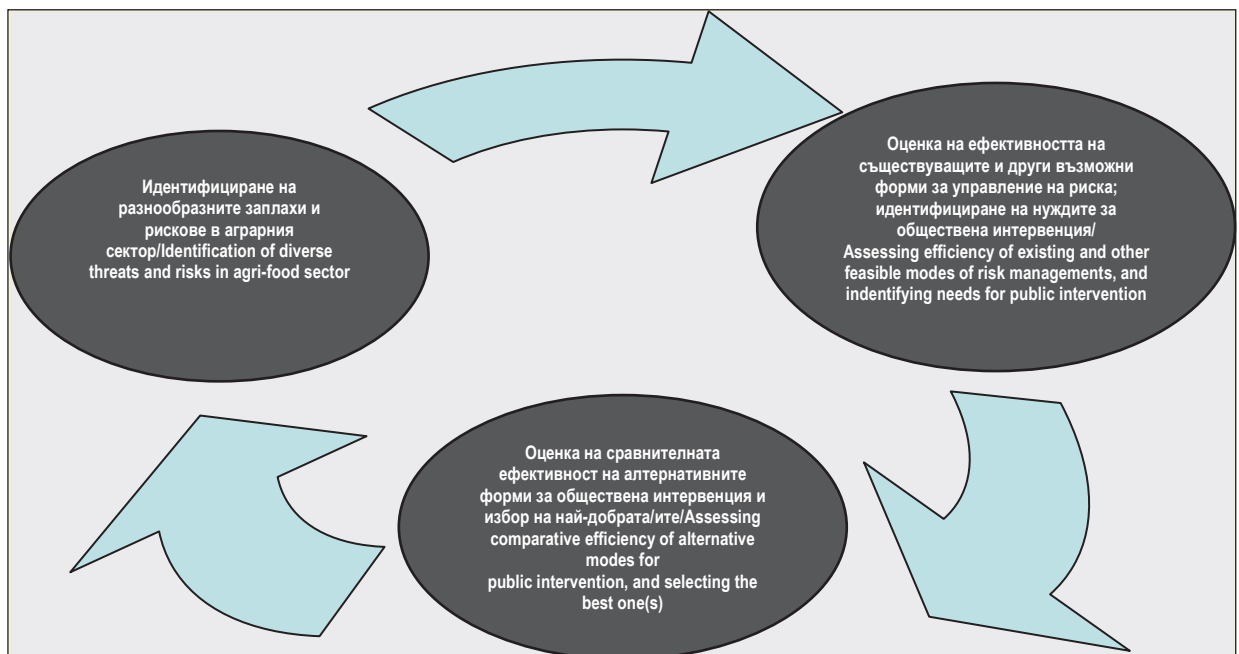 Идентифициране на
разнообразните заплахи и
рискове в аграрния
сектор/Identification of diverse
threats and risks in agri-food sector
Оценка на ефективността на
съществуващите и други възможни
форми за управление на риска;
идентифициране на нуждите за
обществена интервенция/
Assessing efficiency of existing and other
feasible modes of risk managements, and
indentifying needs for public intervention
Оценка на сравнителната
ефективност на алтернативните
форми за обществена интервенция и
избор на най-добрата/ите/Assessing
comparative efficiency of alternative
modes for
public intervention, and selecting the
best one(s)